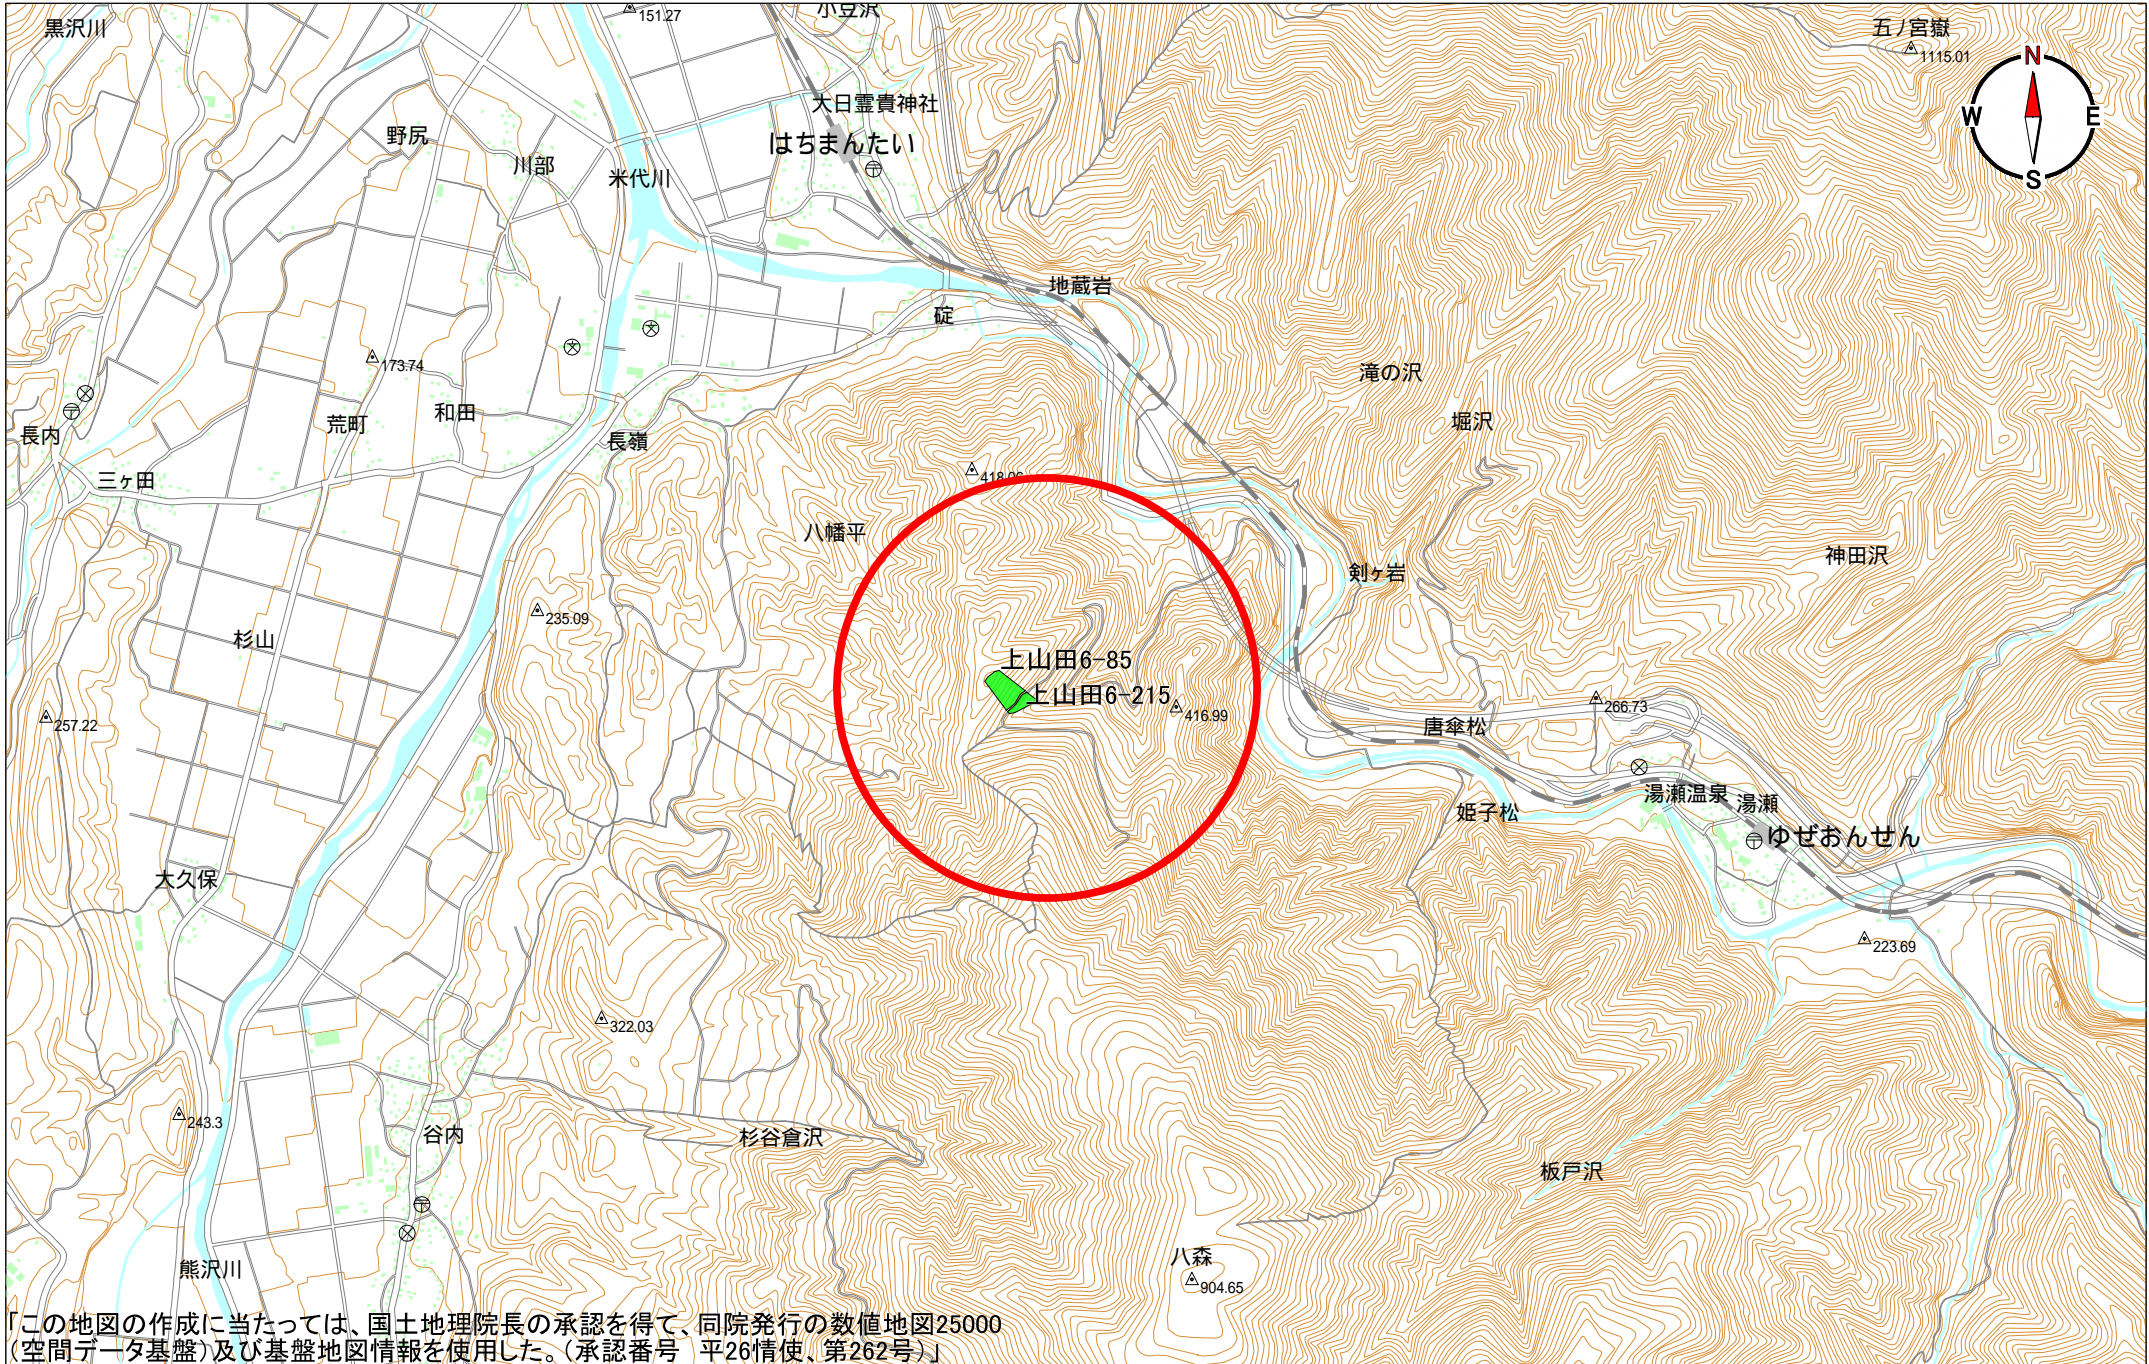 黒沢川
151.27
小豆沢
五ノ宮嶽
1115.01
N
W
E
S
大日霊貴神社
はちまんたい
野尻
川部
米代川
地蔵岩
碇
173.74
滝の沢
荒町
和田
堀沢
長内
長嶺
三ヶ田
418.06
八幡平
神田沢
剣ヶ岩
235.09
杉山
上山田6-85
上山田6-215
416.99
257.22
266.73
唐傘松
湯瀬温泉
湯瀬
姫子松
ゆぜおんせん
大久保
223.69
322.03
243.3
谷内
杉谷倉沢
板戸沢
八森
904.65
熊沢川
「この地図の作成に当たっては、国土地理院長の承認を得て、同院発行の数値地図25000
(空間データ基盤)及び基盤地図情報を使用した。(承認番号　平26情使、第262号)」